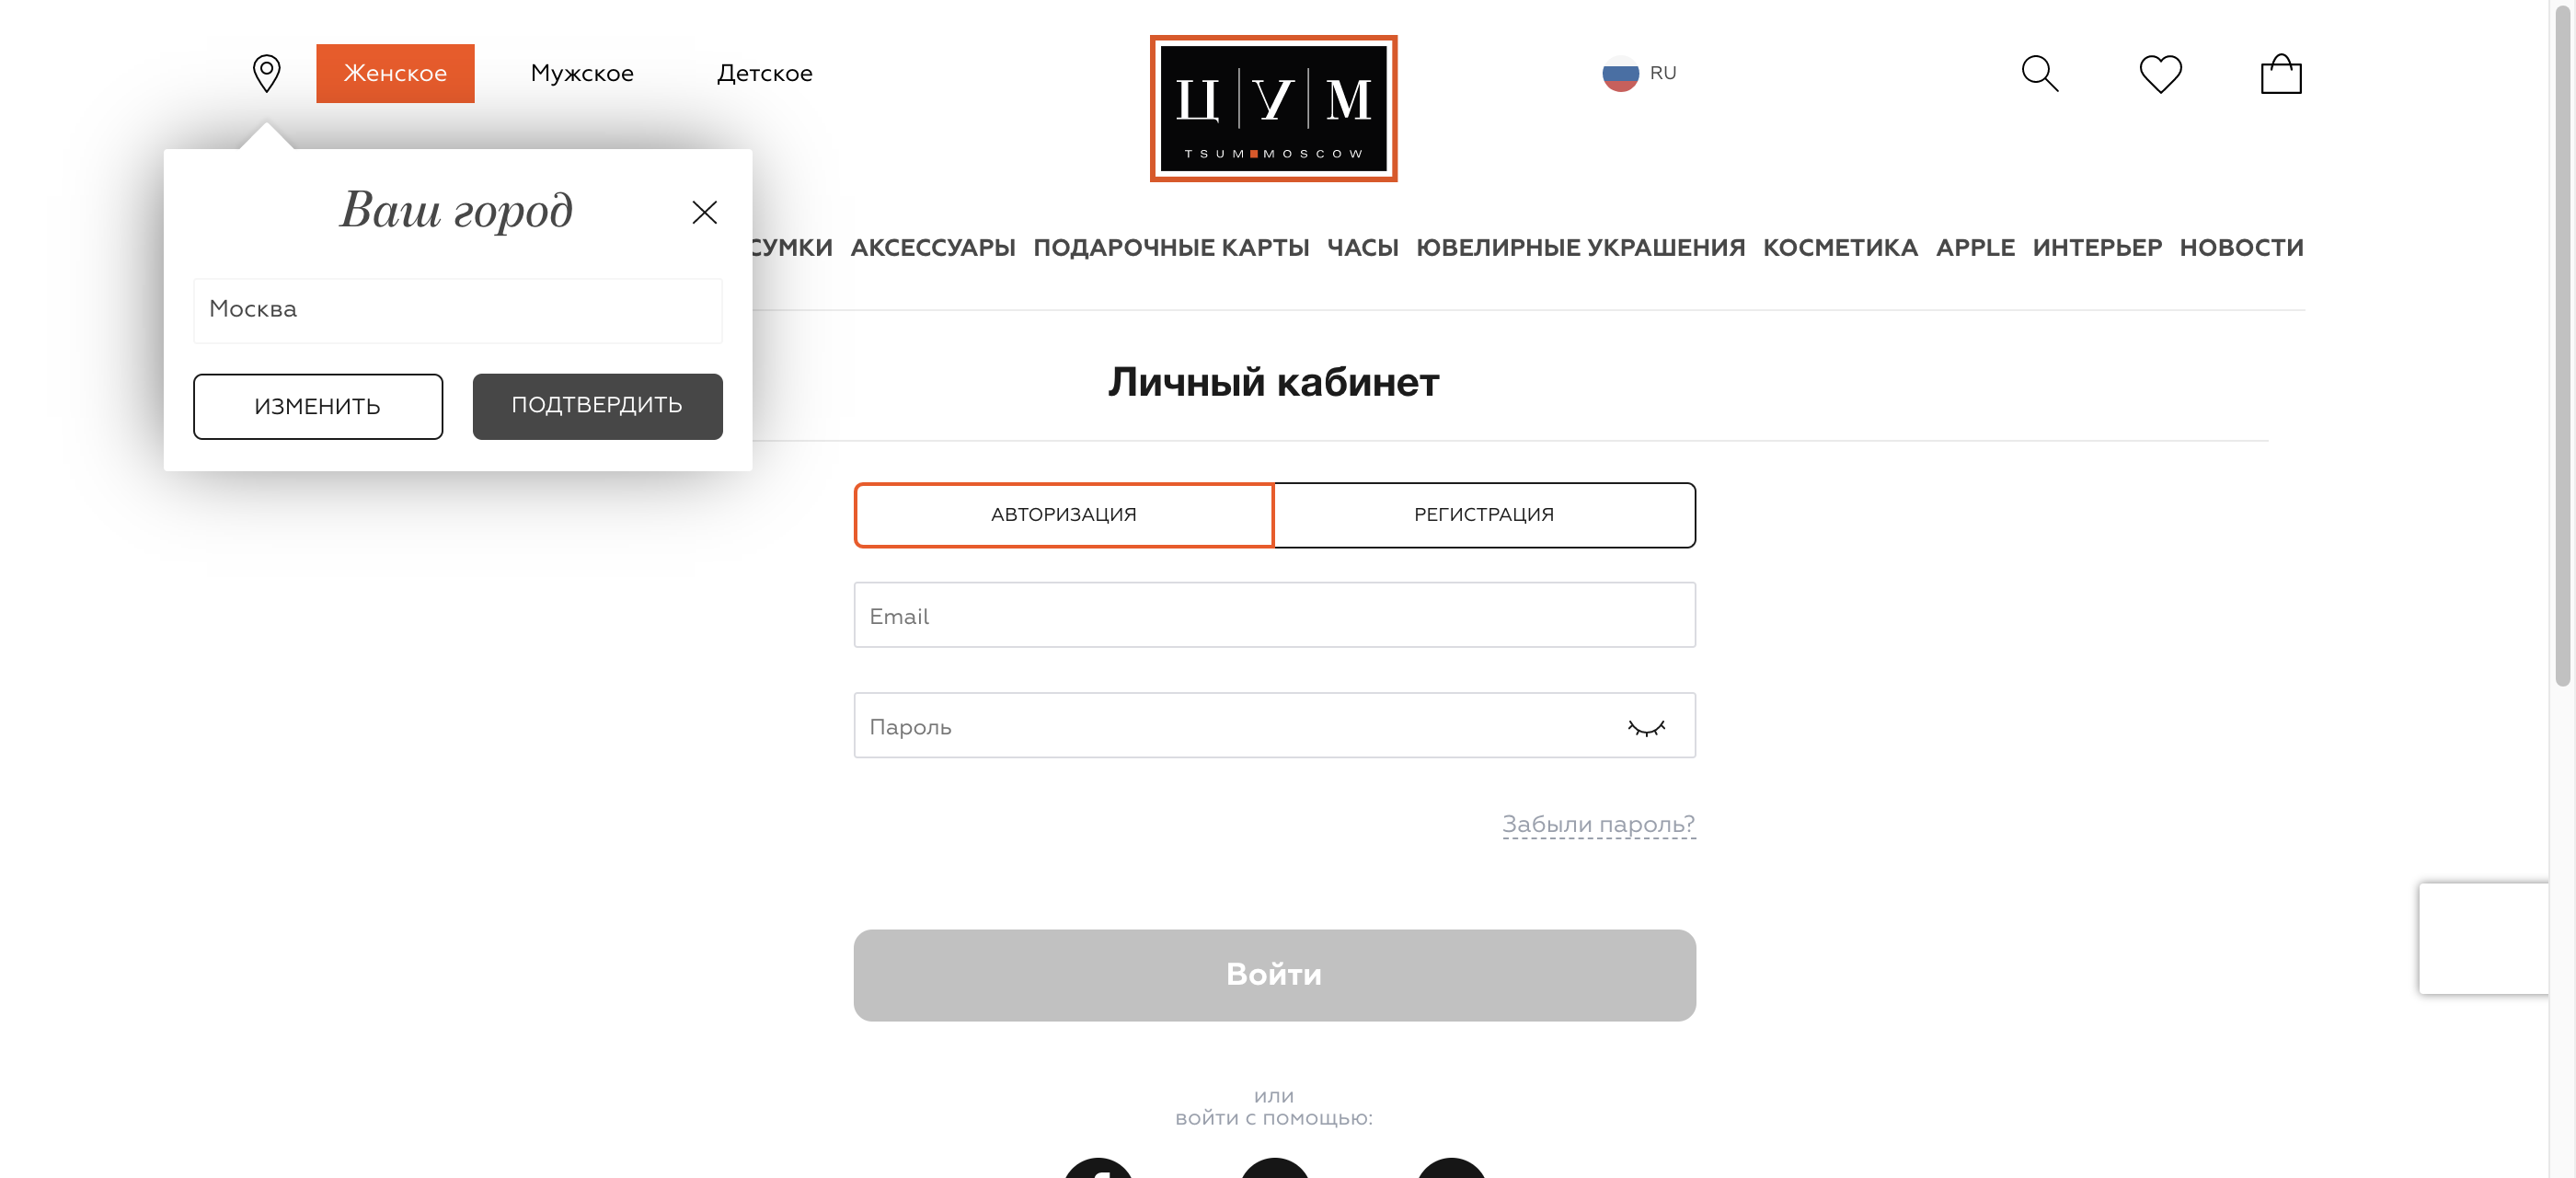 Женское Мужское Детское
Ц У М
TSUM MOSCOW
RU
Ваш город
Москва
ИЗМЕНИТЬ ПОДТВЕРДИТЬ
СУМКИ АКСЕССУАРЫ ПОДАРОЧНЫЕ КАРТЫ ЧАСЫ ЮВЕЛИРНЫЕ УКРАШЕНИЯ КОСМЕТИКА APPLE ИНТЕРЬЕР НОВОСТИ
Личный кабинет
АВТОРИЗАЦИЯ РЕГИСТРАЦИЯ
Email
Пароль
Забыли пароль?
Войти
или
войти с помощью: